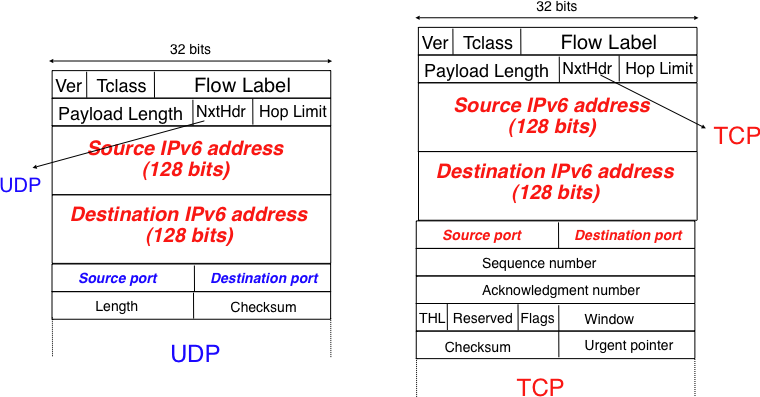 32 bits
Ver Tclass Flow Label
Payload Length NxtHdr Hop Limit
Source IPv6 address
(128 bits)
UDP
Destination IPv6 address
(128 bits)
Source port Destination port
Length Checksum
UDP
32 bits
Ver Tclass Flow Label
Payload Length NxtHdr Hop Limit
Source IPv6 address
(128 bits)
TCP
Destination IPv6 address
(128 bits)
Source port Destination port
Sequence number
Acknowledgment number
THL Reserved Flags Window
Checksum Urgent pointer
TCP